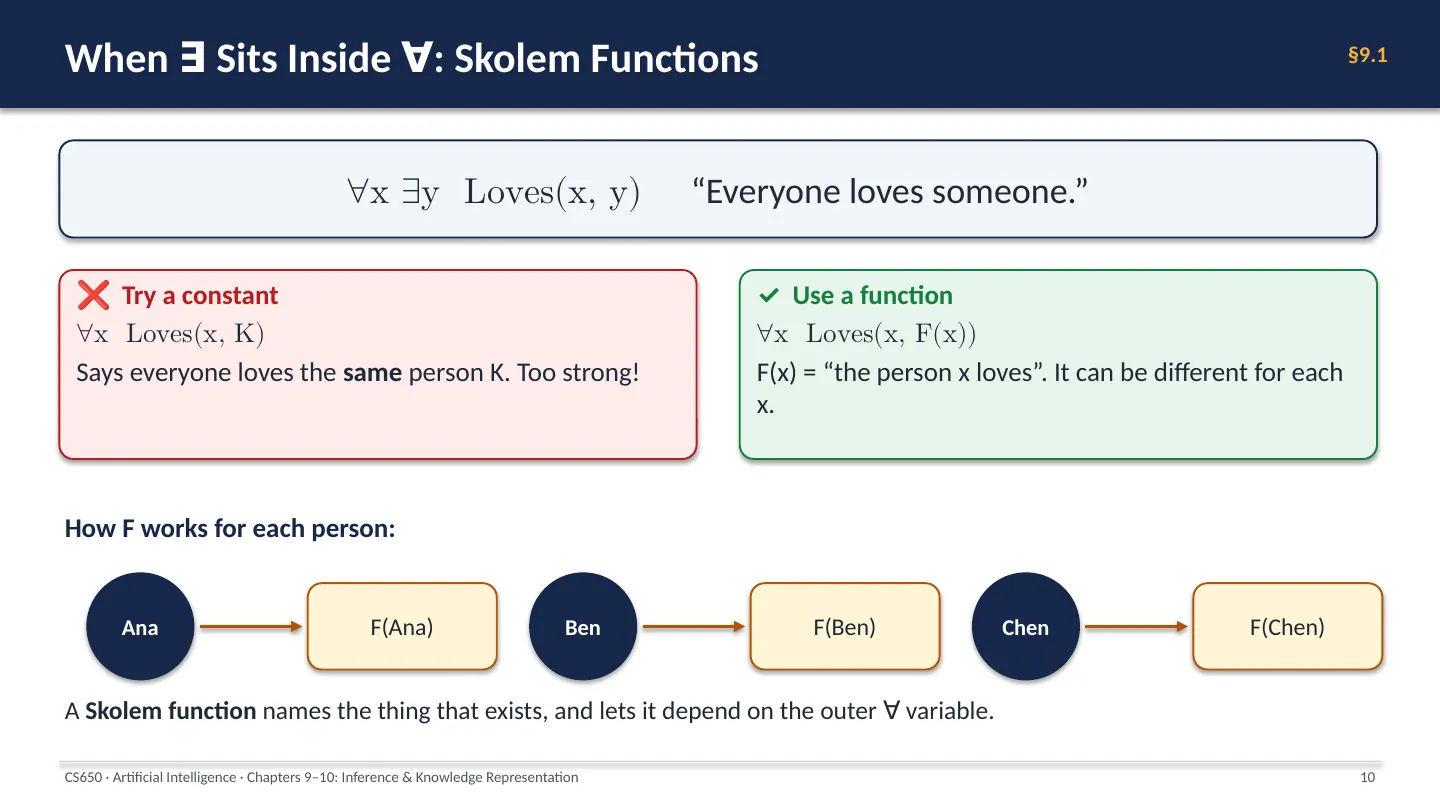 When ∃ Sits Inside ∀: Skolem Functions
§9.1
∀x ∃y Loves(x, y) “Everyone loves someone.”
❌ Try a constant
∀x Loves(x, K)
Says everyone loves the same person K. Too strong!
✓ Use a function
∀x Loves(x, F(x))
F(x) = “the person x loves”. It can be different for each
x.
How F works for each person:
Ana
F(Ana)
Ben
F(Ben)
Chen
F(Chen)
A Skolem function names the thing that exists, and lets it depend on the outer ∀ variable.
CS650 · Artificial Intelligence · Chapters 9–10: Inference & Knowledge Representation
10